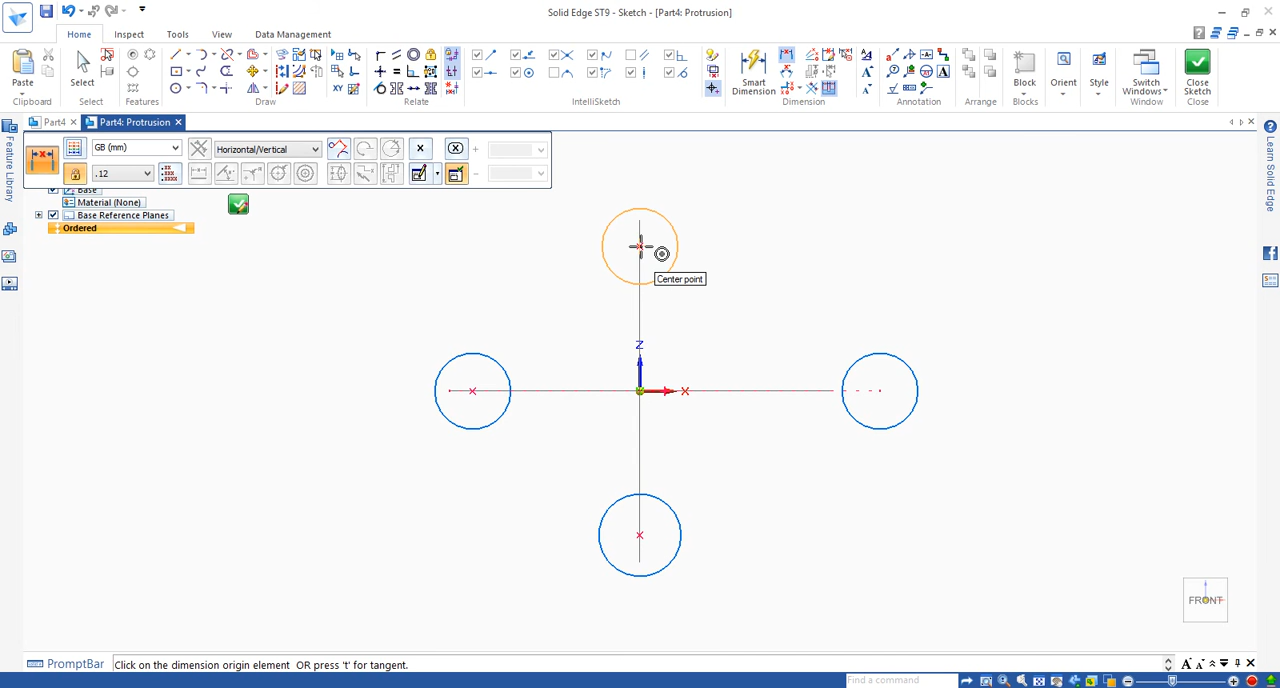 Solid Edge ST9 - Sketch - [Part4: Protrusion]
Home
Inspect
Tools
View
Data Management
Paste
Clipboard
Select
Select
Features
Draw
Relate
IntelliSketch
Smart Dimension
Dimension
Annotation
Arrange
Block
Blocks
Orient
Style
Switch Windows
Window
Close Sketch
Close
Part4
Part4: Protrusion
GB (mm)
Horizontal/Vertical
.12
Base
Material (None)
Base Reference Planes
Ordered
Feature Library
Learn Solid Edge
Center point
Z
X
FRONT
PromptBar
Click on the dimension origin element OR press 't' for tangent.
Find a command